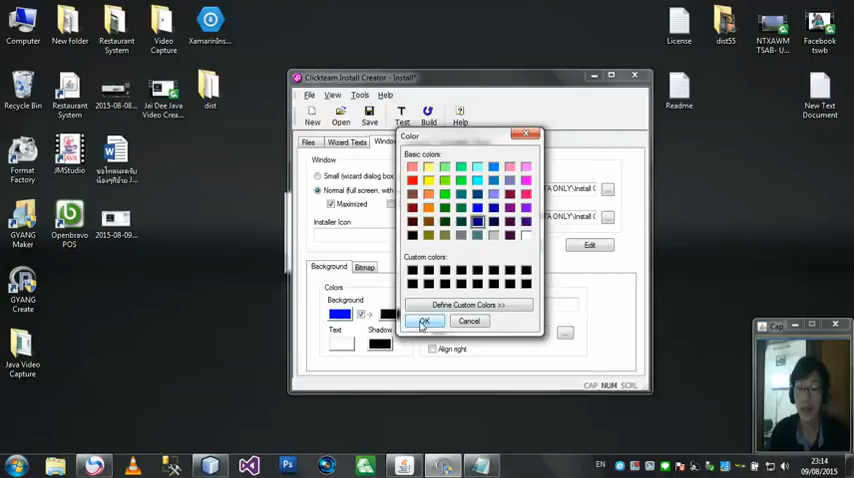 Computer
New folder
Restaurant
System
Video
Capture
License
dist55
NTXAWM
TSAB- U...
Facebook
tswb
Recycle Bin
Restaurant
System
2015-08-08...
Jai Dee Java
Video Crea...
dist
Readme
New Text
Document
Format
Factory
JMStudio
GYANG
Maker
Openbravo
POS
2015-08-09...
GYANG
Create
Java Video
Capture
Clickteam Install Creator - Install*
File View Tools Help
New Open Save Test Build Help
Files Wizard Texts
Window
Small (wizard dialog box
Normal (full screen, with
Maximized
Installer Icon
Edit
Background Bitmap
Colors
Background
->
Text Shadow
Align right
CAP NUM SCRL
Color
Basic colors:
Custom colors:
Define Custom Colors >>
OK Cancel
EN
23:14
09/08/2015